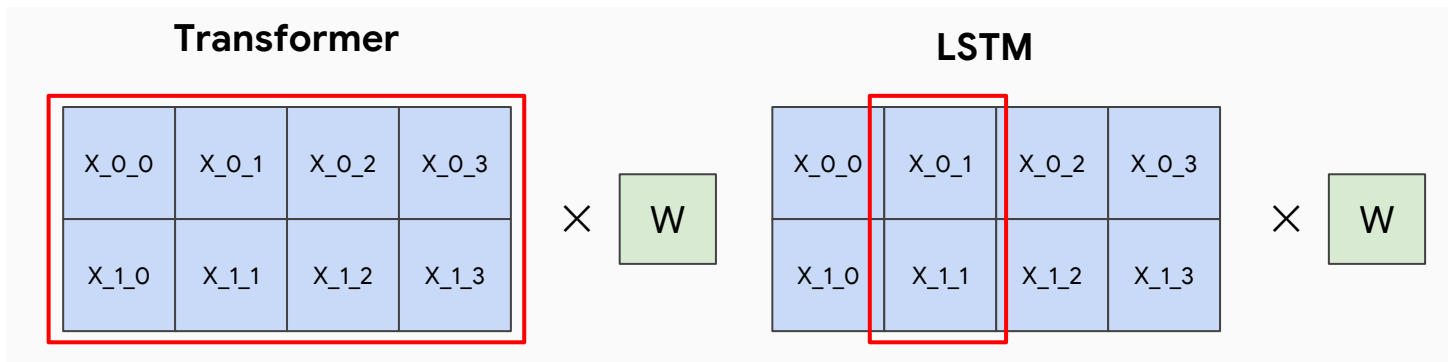 Transformer
LSTM
X_0_0 X_0_1 X_0_2 X_0_3
X_1_0 X_1_1 X_1_2 X_1_3
× W
X_0_0 X_0_1 X_0_2 X_0_3
X_1_0 X_1_1 X_1_2 X_1_3
× W